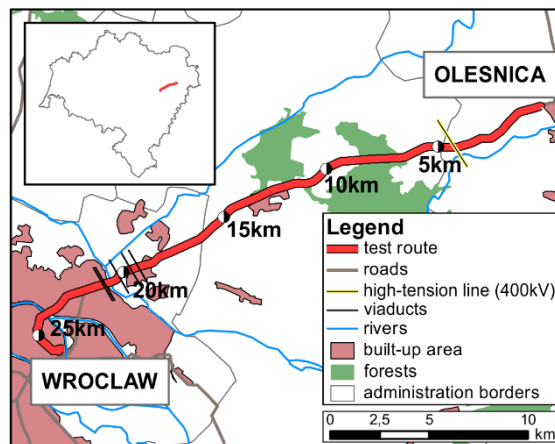 OLESNICA
5km
10km
15km
20km
25km
WROCLAW
Legend
test route
roads
high-tension line (400kV)
viaducts
rivers
built-up area
forests
administration borders
0 2,5 5 10
km